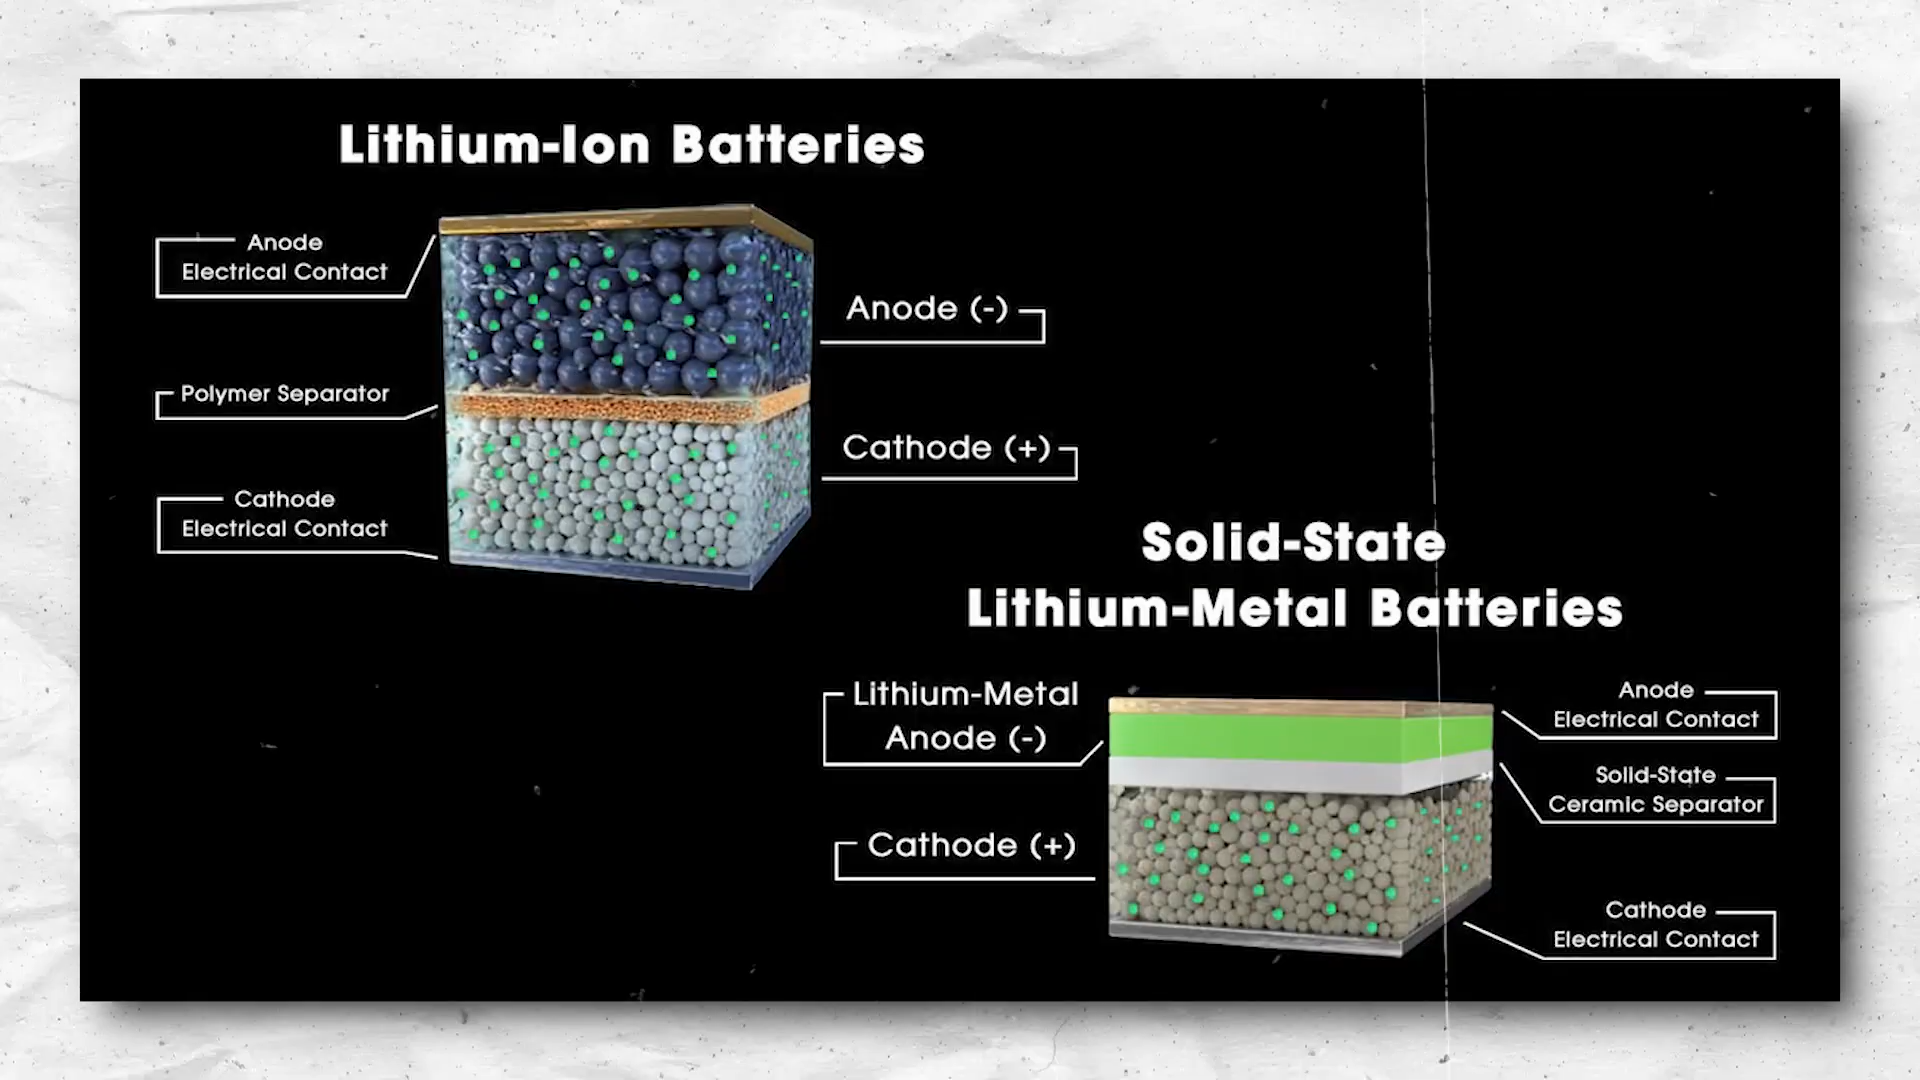 Lithium-Ion Batteries
Anode
Electrical Contact
Anode (-)
Polymer Separator
Cathode (+)
Cathode
Electrical Contact
Solid-State
Lithium-Metal Batteries
Lithium-Metal
Anode (-)
Anode
Electrical Contact
Solid-State
Ceramic Separator
Cathode (+)
Cathode
Electrical Contact